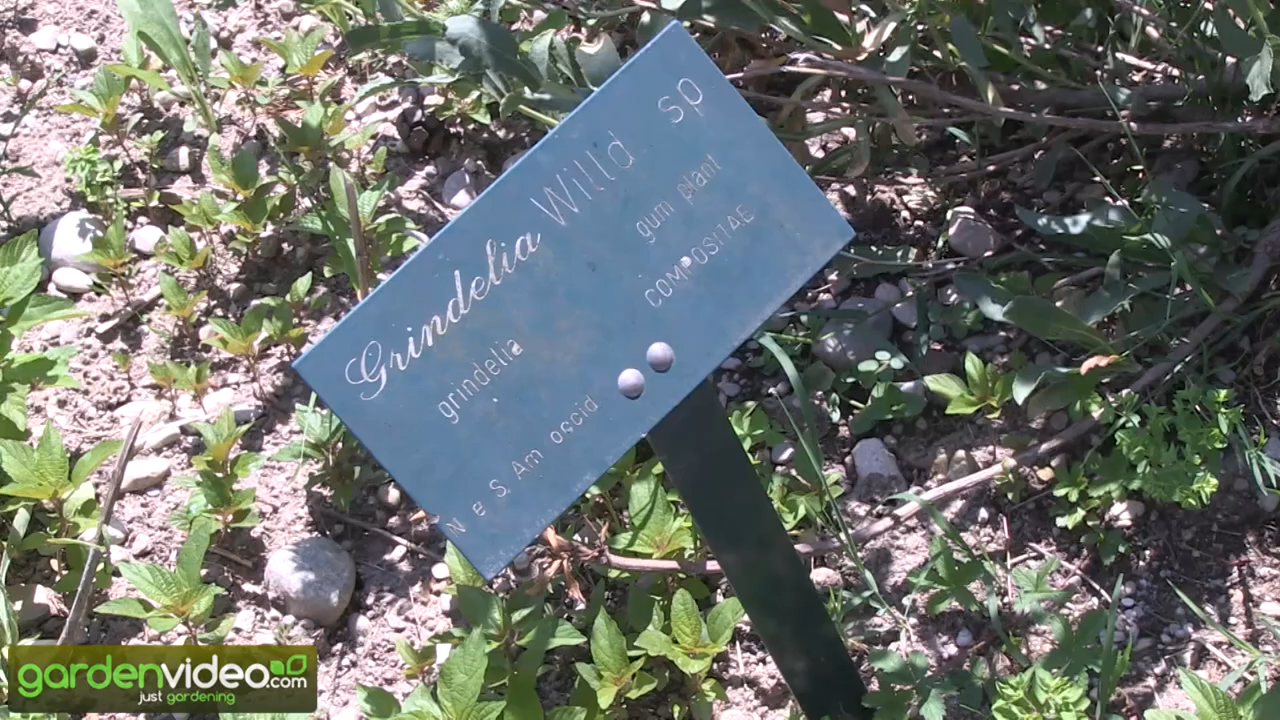 Grindelia Willd sp
grindelia gum plant
COMPOSITAE
N e S. Am occid
gardenvideo.com
just gardening